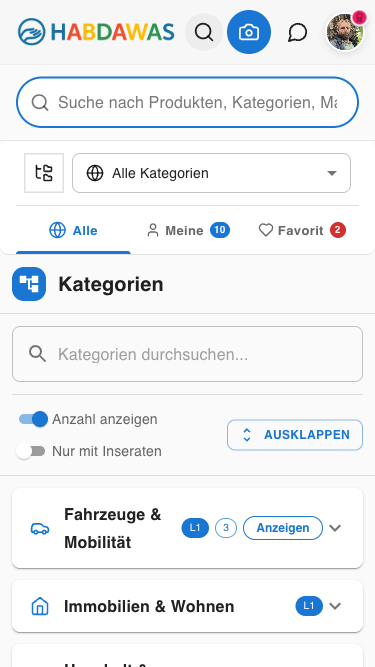 HABDAWAS
Suche nach Produkten, Kategorien, Ma
Alle Kategorien
Alle
Meine 10
Favorit 2
Kategorien
Kategorien durchsuchen...
Anzahl anzeigen
Nur mit Inseraten
AUSKLAPPEN
Fahrzeuge &
Mobilität
L1 3 Anzeigen
Immobilien & Wohnen L1